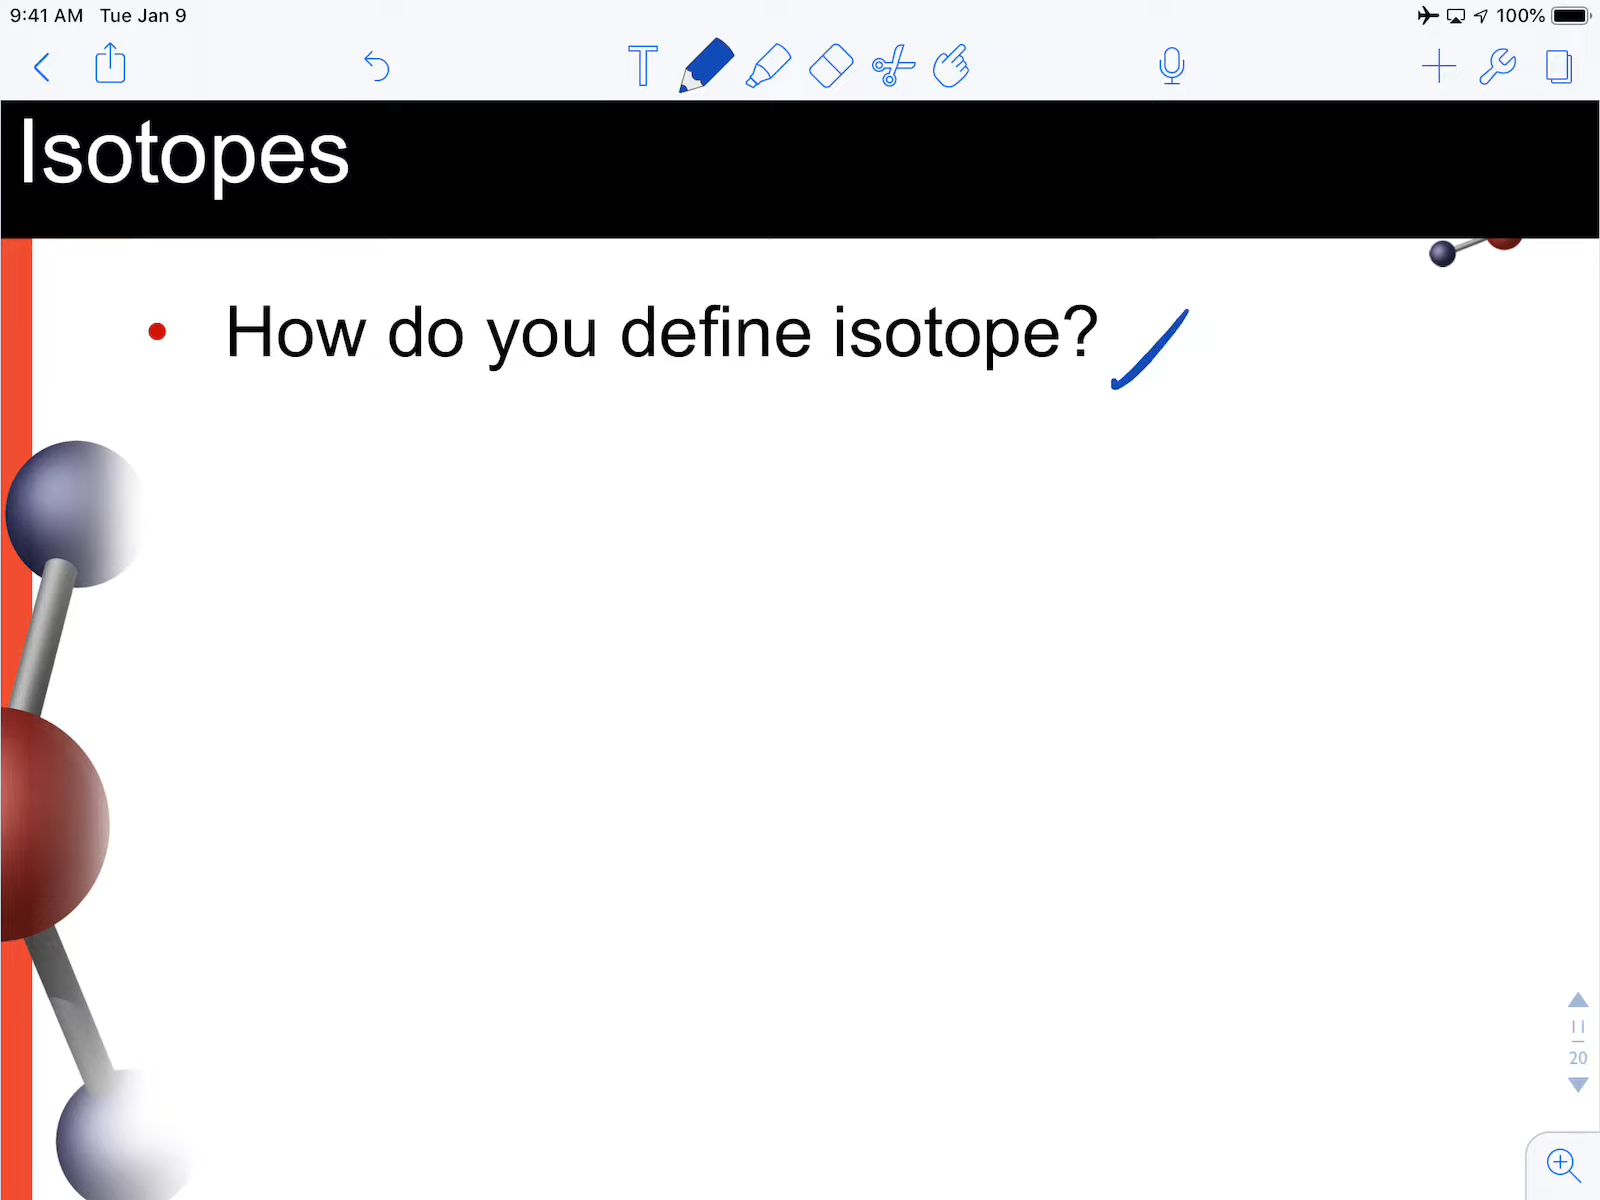 9:41 AM Tue Jan 9 100%
T
Isotopes
• How do you define isotope?
11
20